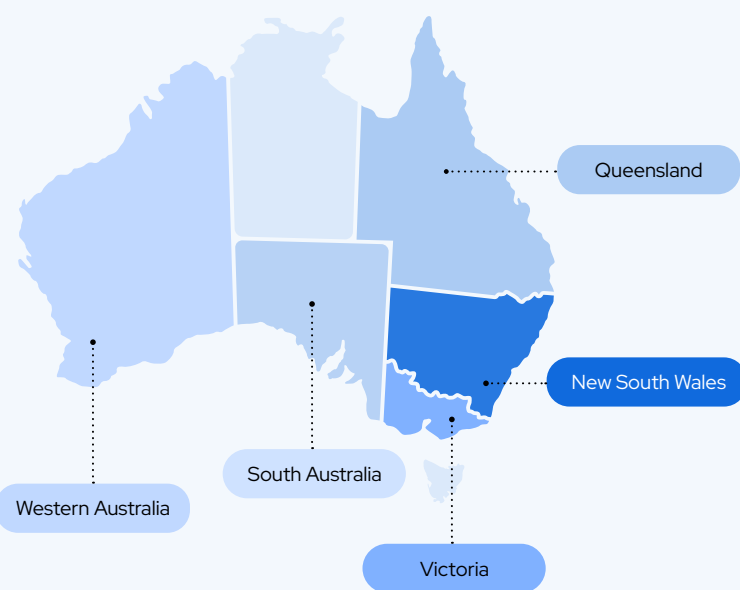 Queensland
New South Wales
South Australia
Western Australia
Victoria